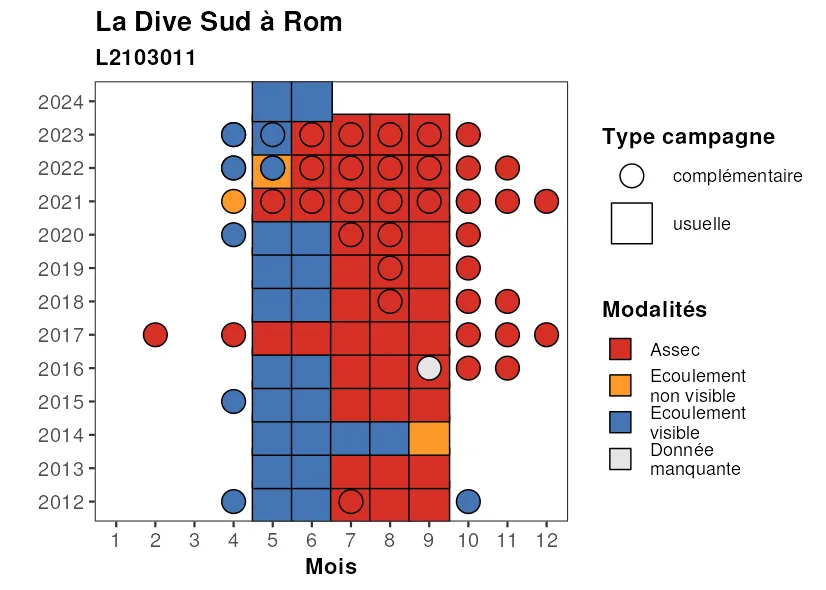 La Dive Sud à Rom
L2103011
2024
2023
2022
2021
2020
2019
2018
2017
2016
2015
2014
2013
2012
1 2 3 4 5 6 7 8 9 10 11 12
Mois
Type campagne
complémentaire
usuelle
Modalités
Assec
Ecoulement
non visible
Ecoulement
visible
Donnée
manquante